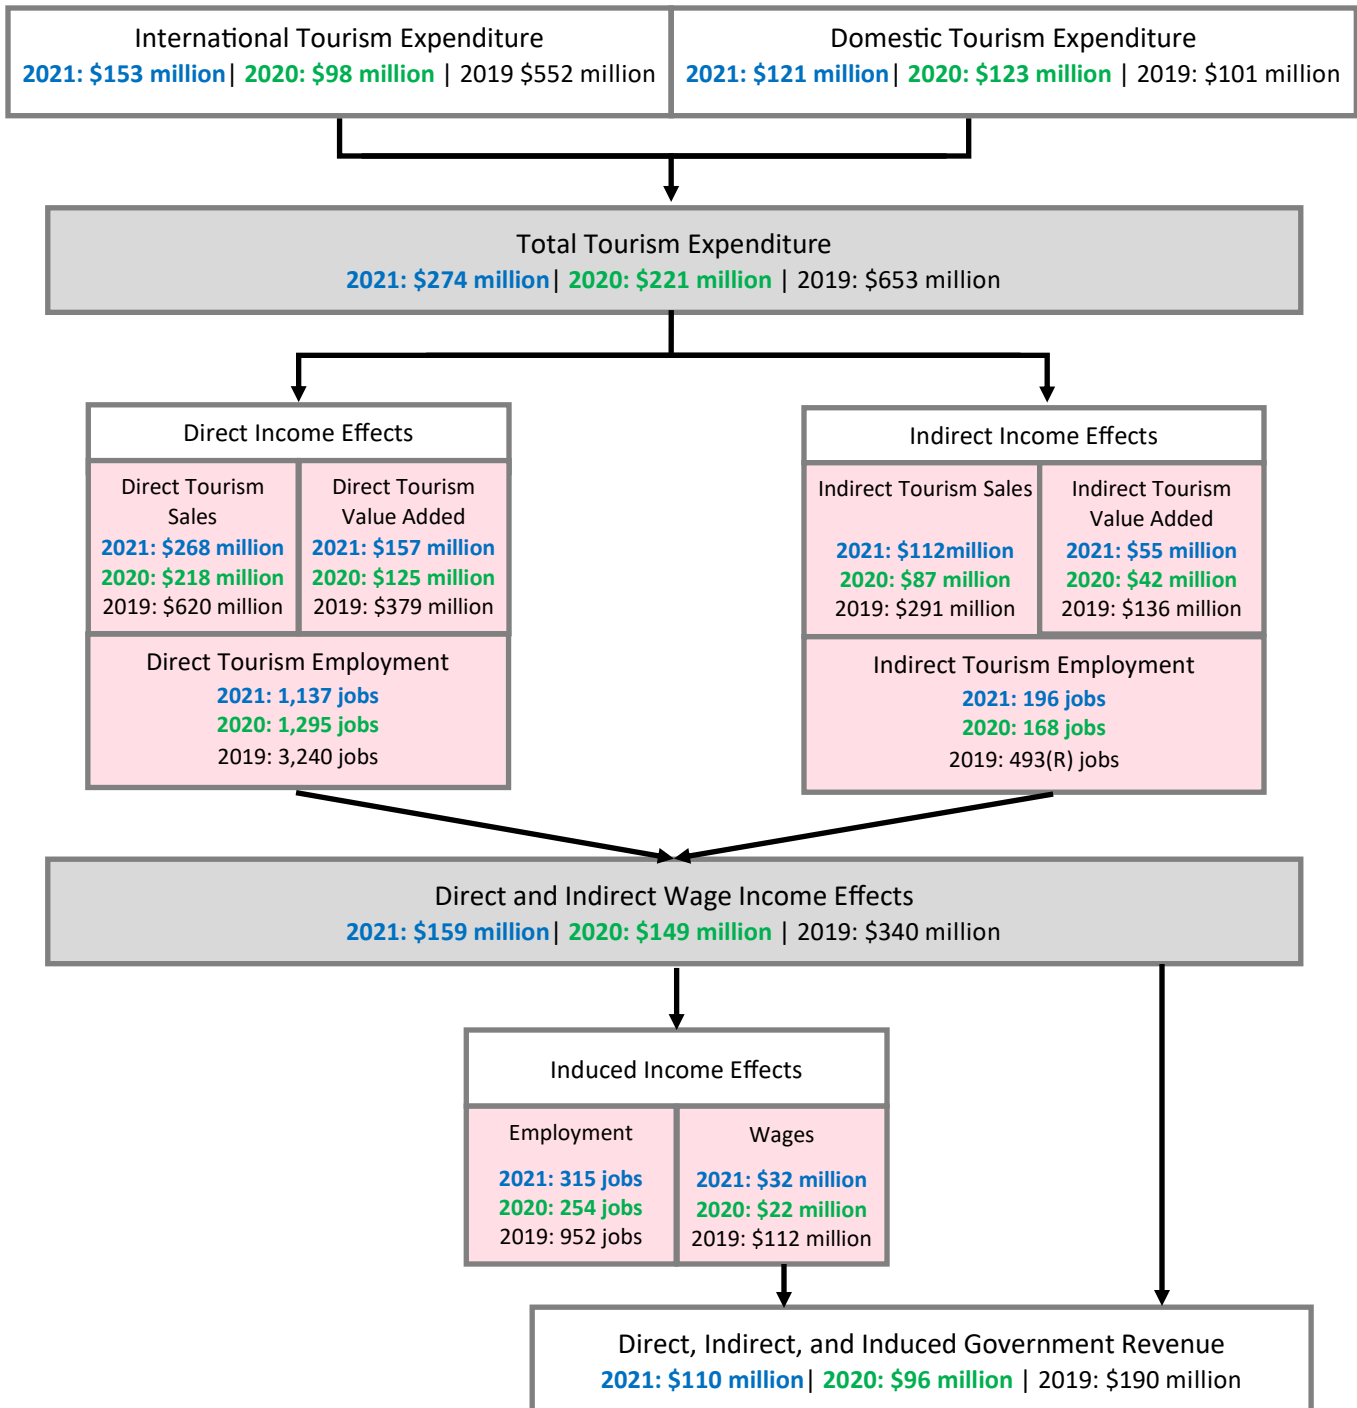 International Tourism Expenditure
2021: $153 million| 2020: $98 million | 2019 $552 million
Domestic Tourism Expenditure
2021: $121 million| 2020: $123 million | 2019: $101 million
Total Tourism Expenditure
2021: $274 million| 2020: $221 million | 2019: $653 million
Direct Income Effects
Direct Tourism
Sales
2021: $268 million
2020: $218 million
2019: $620 million
Direct Tourism
Value Added
2021: $157 million
2020: $125 million
2019: $379 million
Direct Tourism Employment
2021: 1,137 jobs
2020: 1,295 jobs
2019: 3,240 jobs
Indirect Income Effects
Indirect Tourism Sales
2021: $112million
2020: $87 million
2019: $291 million
Indirect Tourism
Value Added
2021: $55 million
2020: $42 million
2019: $136 million
Indirect Tourism Employment
2021: 196 jobs
2020: 168 jobs
2019: 493(R) jobs
Direct and Indirect Wage Income Effects
2021: $159 million| 2020: $149 million | 2019: $340 million
Induced Income Effects
Employment
2021: 315 jobs
2020: 254 jobs
2019: 952 jobs
Wages
2021: $32 million
2020: $22 million
2019: $112 million
Direct, Indirect, and Induced Government Revenue
2021: $110 million| 2020: $96 million | 2019: $190 million